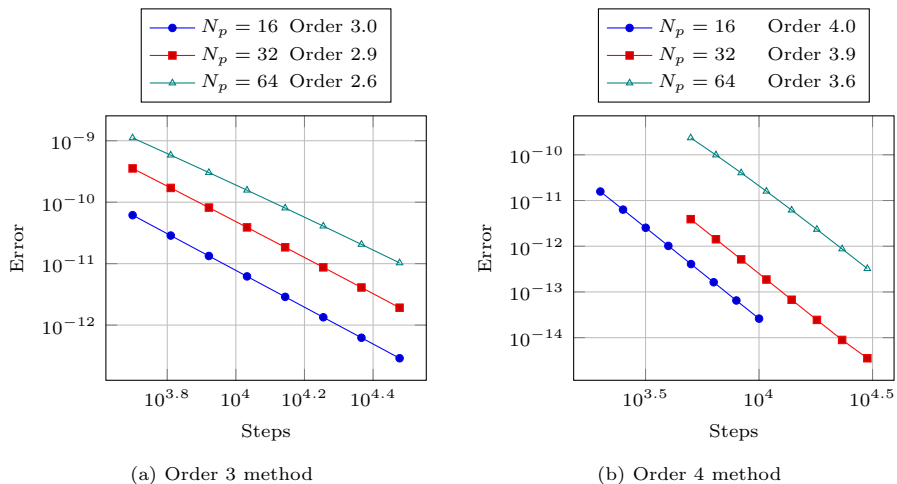 N_p = 16 Order 3.0
N_p = 32 Order 2.9
N_p = 64 Order 2.6
10^−9
10^−10
10^−11
10^−12
Error
10^3.8 10^4 10^4.2 10^4.4
Steps
(a) Order 3 method
N_p = 16 Order 4.0
N_p = 32 Order 3.9
N_p = 64 Order 3.6
10^−10
10^−11
10^−12
10^−13
10^−14
Error
10^3.5 10^4 10^4.5
Steps
(b) Order 4 method